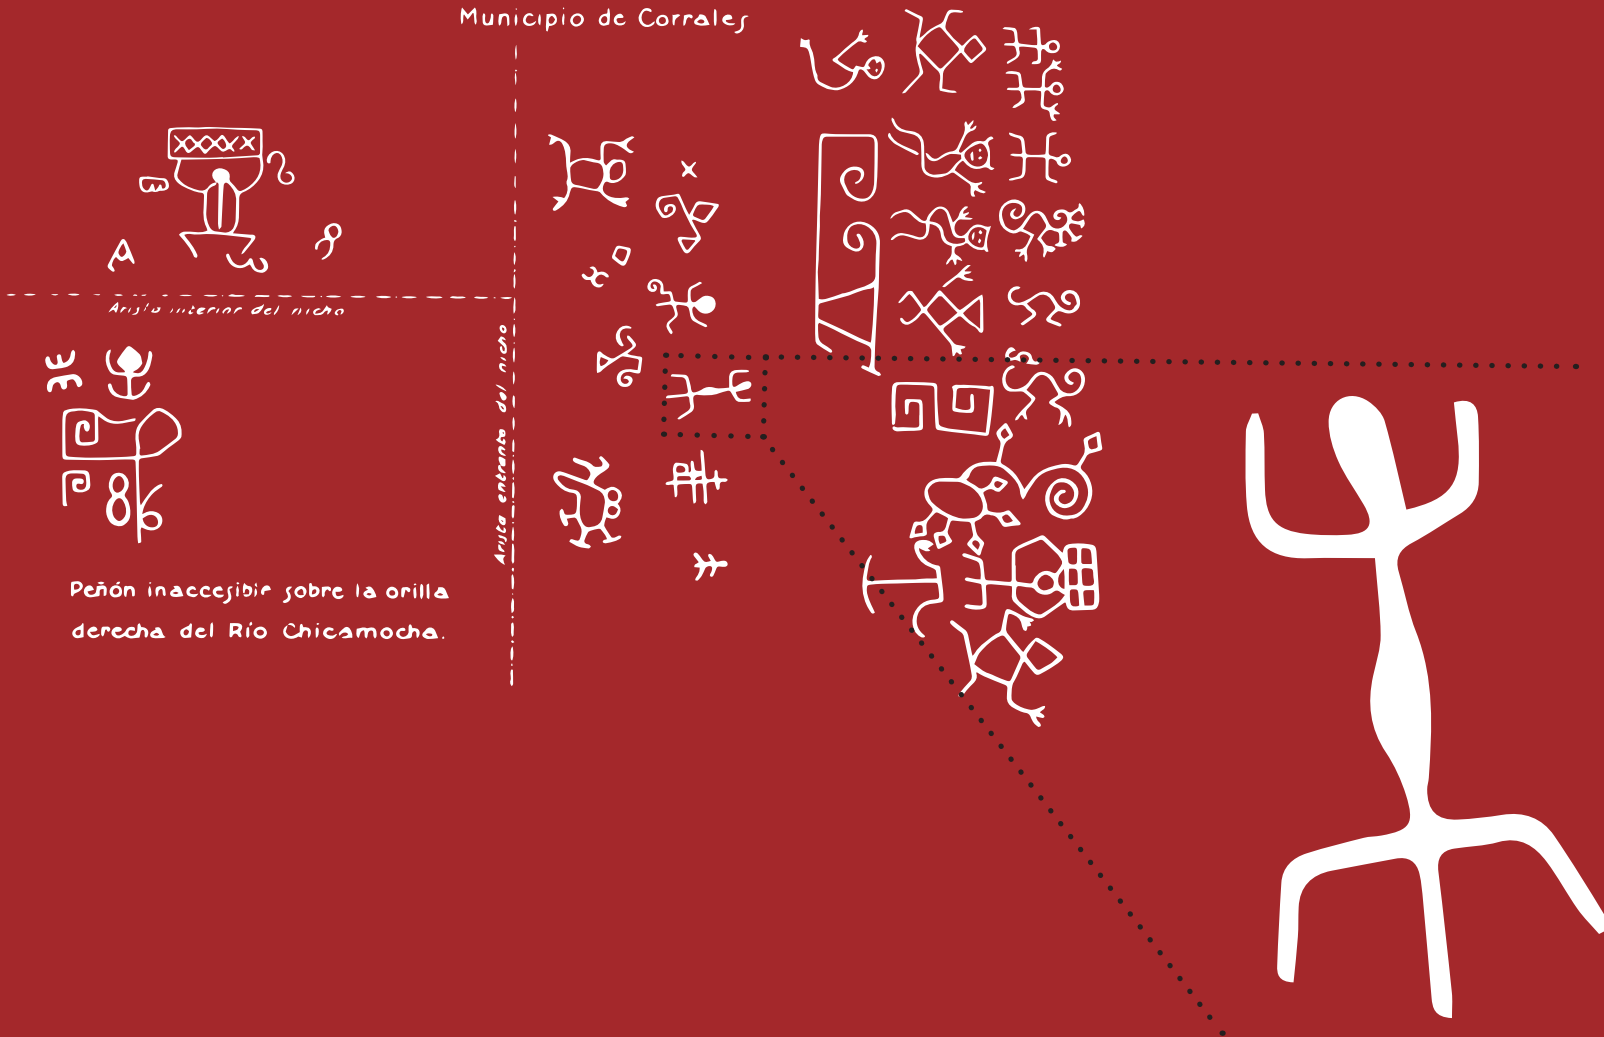 Municipio de Corrales
Arista interior del nicho
Arista entrante del nicho
Peñón inaccesible sobre la orilla
derecha del Río Chicamocha.